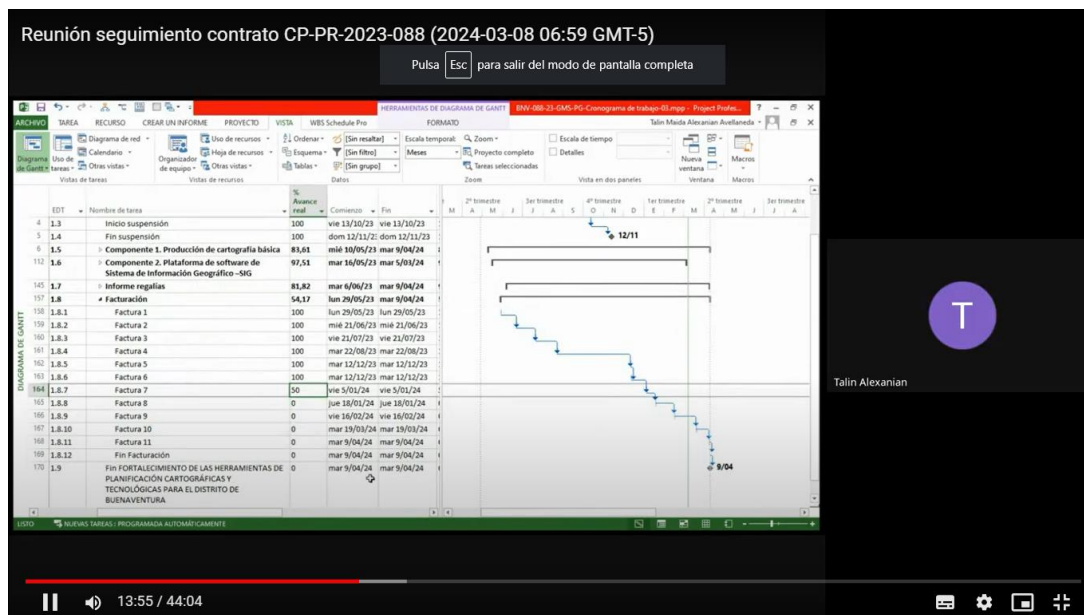 Reunión seguimiento contrato CP-PR-2023-088 (2024-03-08 06:59 GMT-5)
Pulsa Esc para salir del modo de pantalla completa
HERRAMIENTAS DE DIAGRAMA DE GANTT BNV-088-23-GMS-PG-Cronograma de trabajo-03.mpp - Project Profes...
ARCHIVO TAREA RECURSO CREAR UN INFORME PROYECTO VISTA WBS Schedule Pro FORMATO Talin Maida Alexanian Avellaneda
Diagrama de Gantt
Uso de tareas
Diagrama de red
Calendario
Otras vistas
Vistas de tareas
Organizador de equipo
Uso de recursos
Hoja de recursos
Otras vistas
Vistas de recursos
Ordenar
Esquema
Tablas
[Sin resaltar]
[Sin filtro]
[Sin grupo]
Datos
Escala temporal:
Meses
Zoom
Proyecto completo
Tareas seleccionadas
Zoom
Escala de tiempo
Detalles
Vista en dos paneles
Nueva ventana
Ventana
Macros
Macros
EDT Nombre de tarea % Avance real Comienzo Fin
2º trimestre 3er trimestre 4º trimestre 1er trimestre 2º trimestre 3er trimestre
M A M J J A S O N D E F M A M J J A
4 1.3 Inicio suspensión 100 vie 13/10/23 vie 13/10/23
5 1.4 Fin suspensión 100 dom 12/11/2 dom 12/11/23 12/11
6 1.5 Componente 1. Producción de cartografía básica 83,61 mié 10/05/23 mar 9/04/24
112 1.6 Componente 2. Plataforma de software de 97,51 mar 16/05/23 mar 5/03/24
Sistema de Información Geográfico –SIG
145 1.7 Informe regalías 81,82 mar 6/06/23 mar 9/04/24
157 1.8 Facturación 54,17 lun 29/05/23 mar 9/04/24
158 1.8.1 Factura 1 100 lun 29/05/23 lun 29/05/23
159 1.8.2 Factura 2 100 mié 21/06/23 mié 21/06/23
160 1.8.3 Factura 3 100 vie 21/07/23 vie 21/07/23
161 1.8.4 Factura 4 100 mar 22/08/23 mar 22/08/23
162 1.8.5 Factura 5 100 mar 12/12/23 mar 12/12/23
163 1.8.6 Factura 6 100 mar 12/12/23 mar 12/12/23
164 1.8.7 Factura 7 50 vie 5/01/24 vie 5/01/24
165 1.8.8 Factura 8 0 jue 18/01/24 jue 18/01/24
166 1.8.9 Factura 9 0 vie 16/02/24 vie 16/02/24
167 1.8.10 Factura 10 0 mar 19/03/24 mar 19/03/24
168 1.8.11 Factura 11 0 mar 9/04/24 mar 9/04/24
169 1.8.12 Fin Facturación 0 mar 9/04/24 mar 9/04/24
170 1.9 Fin FORTALECIMIENTO DE LAS HERRAMIENTAS DE 0 mar 9/04/24 mar 9/04/24 9/04
PLANIFICACIÓN CARTOGRÁFICAS Y
TECNOLÓGICAS PARA EL DISTRITO DE
BUENAVENTURA
DIAGRAMA DE GANTT
LISTO NUEVAS TAREAS : PROGRAMADA AUTOMÁTICAMENTE
T
Talin Alexanian
13:55 / 44:04